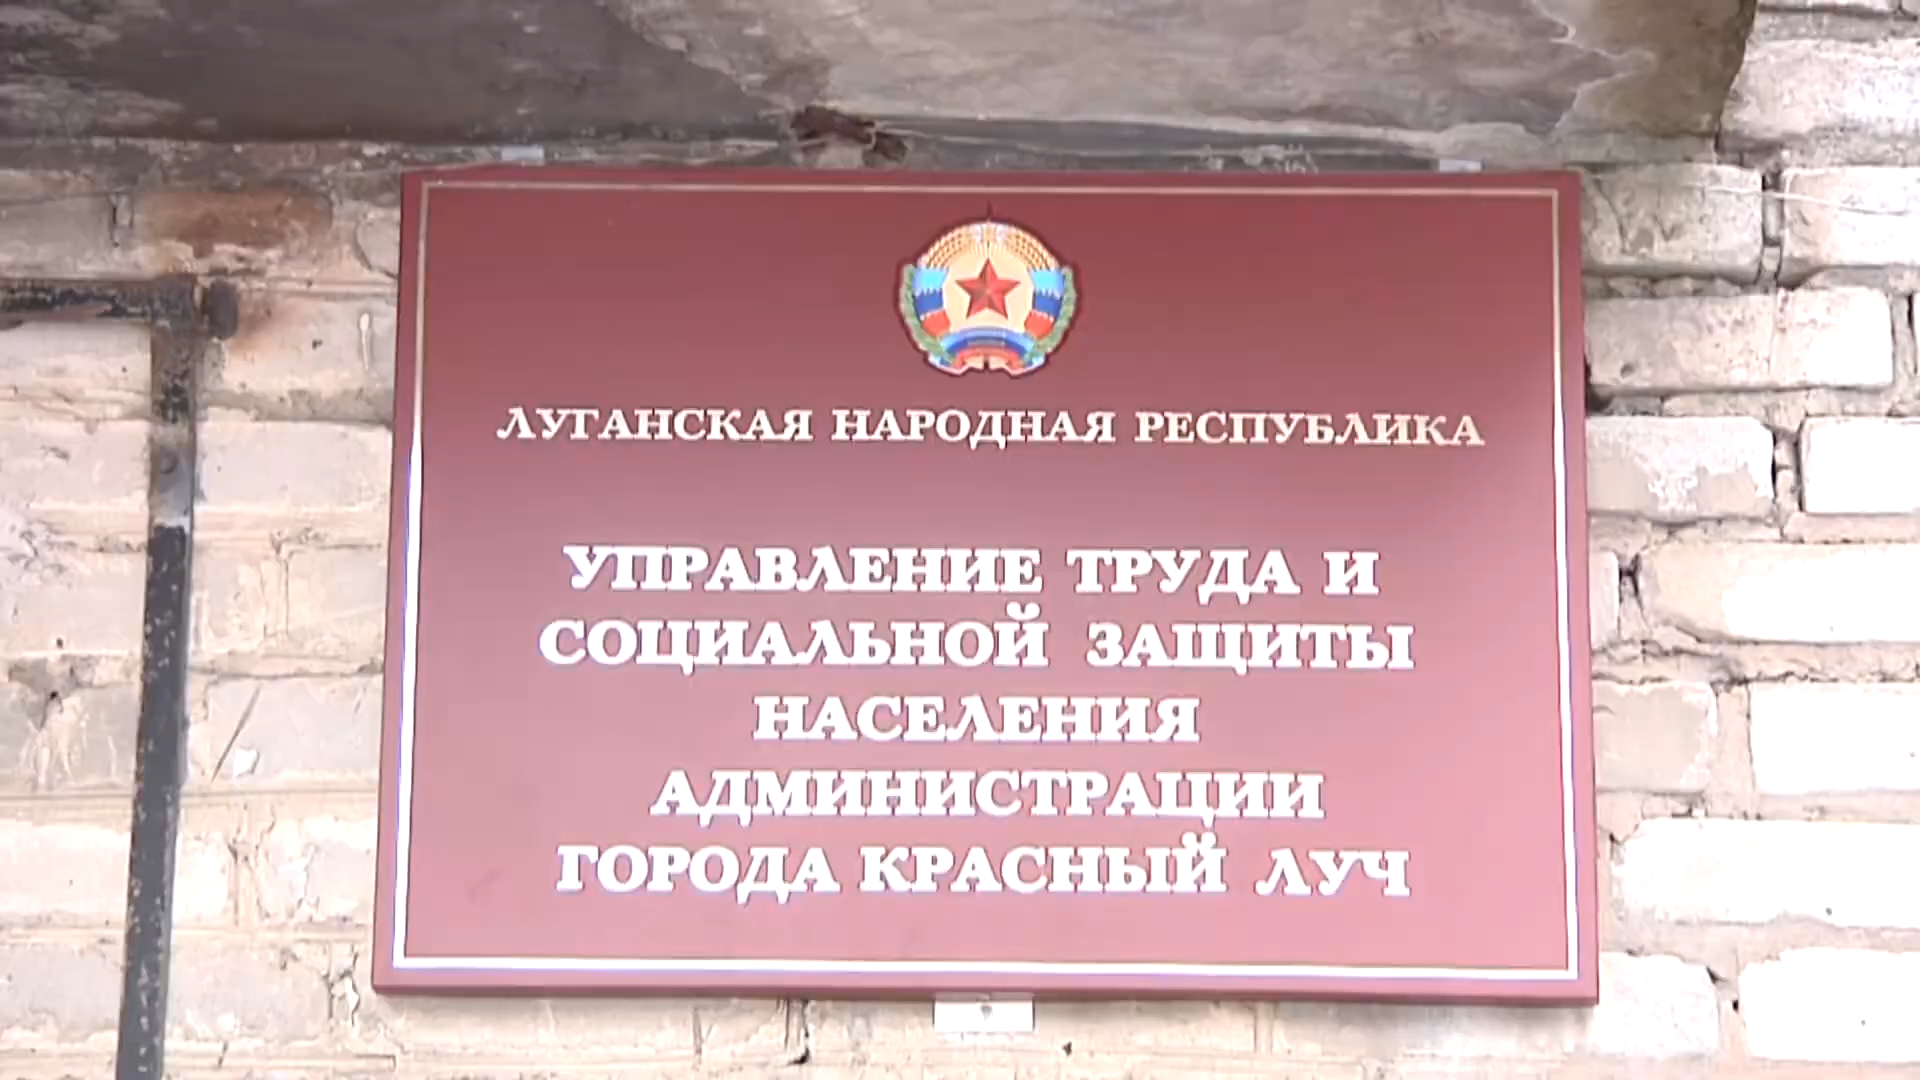 ЛУГАНСКАЯ НАРОДНАЯ РЕСПУБЛИКА
УПРАВЛЕНИЕ ТРУДА И
СОЦИАЛЬНОЙ ЗАЩИТЫ
НАСЕЛЕНИЯ
АДМИНИСТРАЦИИ
ГОРОДА КРАСНЫЙ ЛУЧ